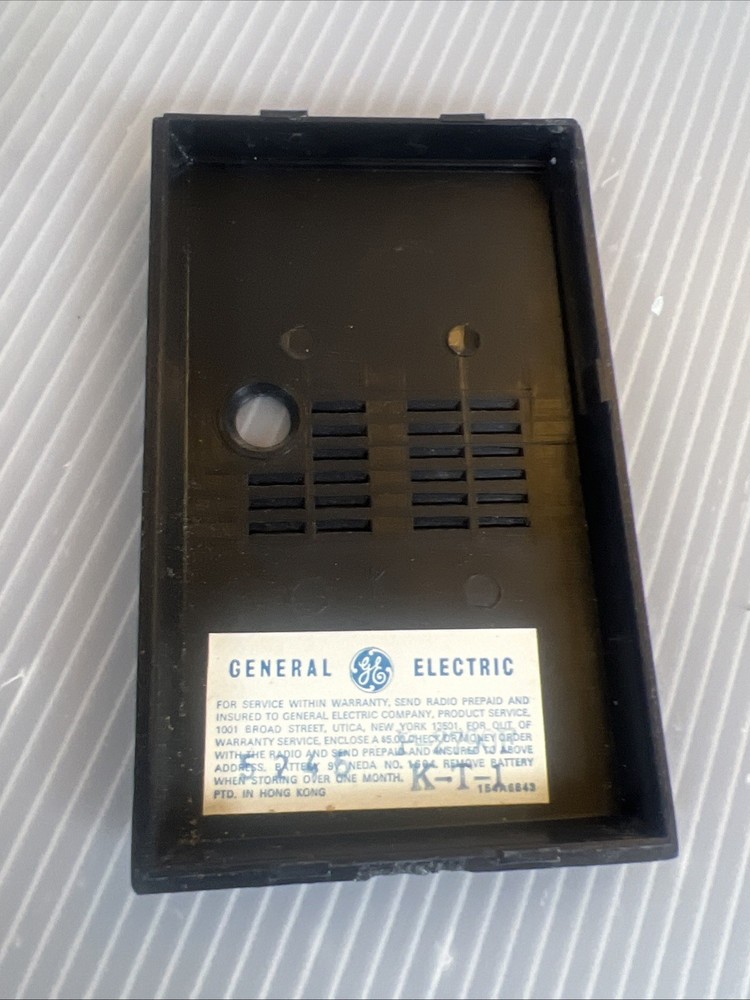 GENERAL GE ELECTRIC
FOR SERVICE WITHIN WARRANTY, SEND RADIO PREPAID AND
INSURED TO GENERAL ELECTRIC COMPANY, PRODUCT SERVICE,
1001 BROAD STREET, UTICA, NEW YORK 13501. FOR OUT OF
WARRANTY SERVICE, ENCLOSE A $5.00 CHECK OR MONEY ORDER
WITH THE RADIO AND SEND PREPAID AND INSURED TO ABOVE
ADDRESS. BATTERY 9V NEDA NO. 1604. REMOVE BATTERY
WHEN STORING OVER ONE MONTH. K-T-1
PTD. IN HONG KONG 154A6843